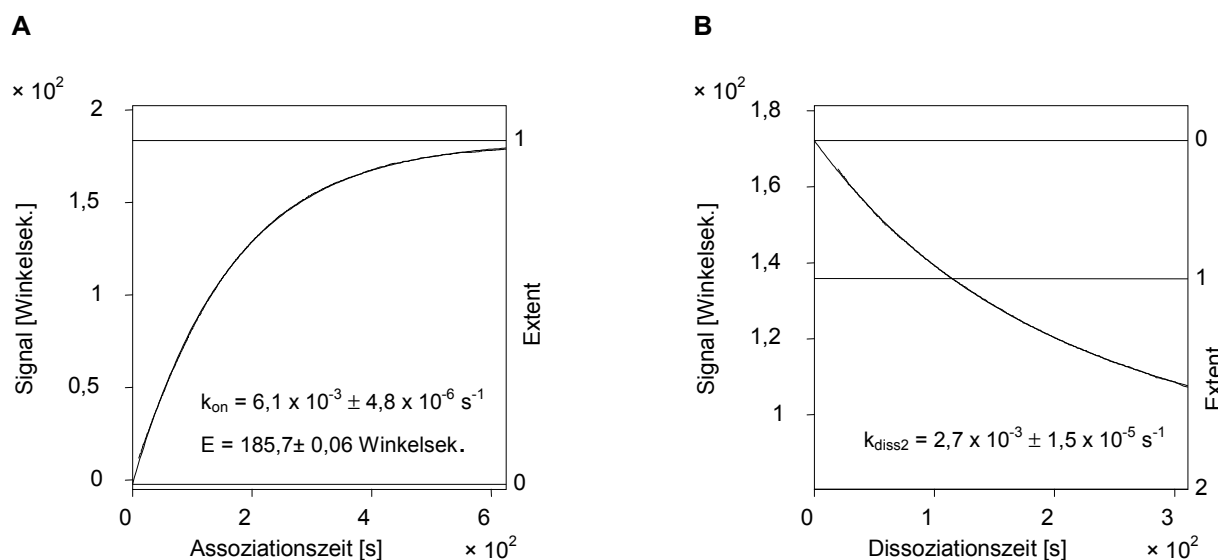 A
× 10²
2
1,5
1
0,5
0
Signal [Winkelsek.]
1
0
Extent
k_on = 6,1 x 10⁻³ ± 4,8 x 10⁻⁶ s⁻¹
E = 185,7± 0,06 Winkelsek.
0 2 4 6
Assoziationszeit [s] × 10²
B
× 10²
1,8
1,6
1,4
1,2
1
Signal [Winkelsek.]
0
1
2
Extent
k_diss2 = 2,7 x 10⁻³ ± 1,5 x 10⁻⁵ s⁻¹
0 1 2 3
Dissoziationszeit [s] × 10²